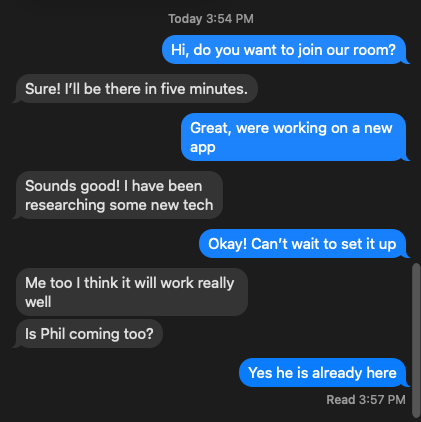 Today 3:54 PM
Hi, do you want to join our room?
Sure! I’ll be there in five minutes.
Great, were working on a new
app
Sounds good! I have been
researching some new tech
Okay! Can’t wait to set it up
Me too I think it will work really
well
Is Phil coming too?
Yes he is already here
Read 3:57 PM